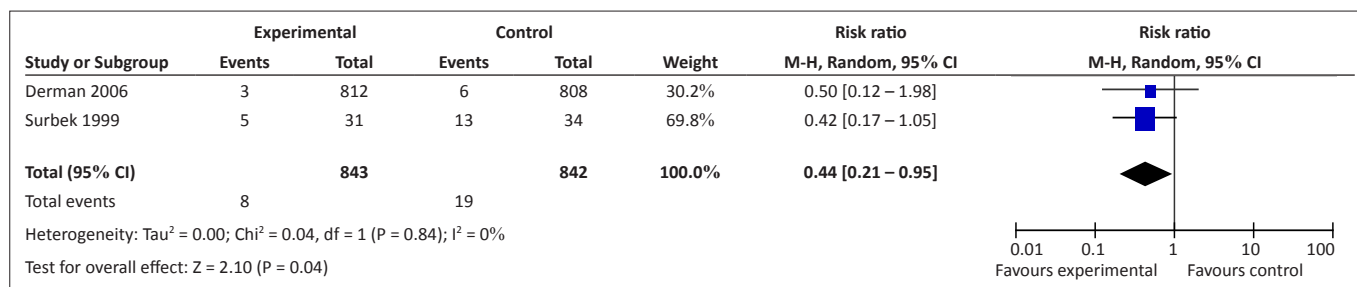 Experimental Control Risk ratio Risk ratio
Study or Subgroup Events Total Events Total Weight M-H, Random, 95% CI M-H, Random, 95% CI
Derman 2006 3 812 6 808 30.2% 0.50 [0.12 – 1.98]
Surbek 1999 5 31 13 34 69.8% 0.42 [0.17 – 1.05]
Total (95% CI) 843 842 100.0% 0.44 [0.21 – 0.95]
Total events 8 19
Heterogeneity: Tau² = 0.00; Chi² = 0.04, df = 1 (P = 0.84); I² = 0%
Test for overall effect: Z = 2.10 (P = 0.04)
0.01 0.1 1 10 100
Favours experimental Favours control